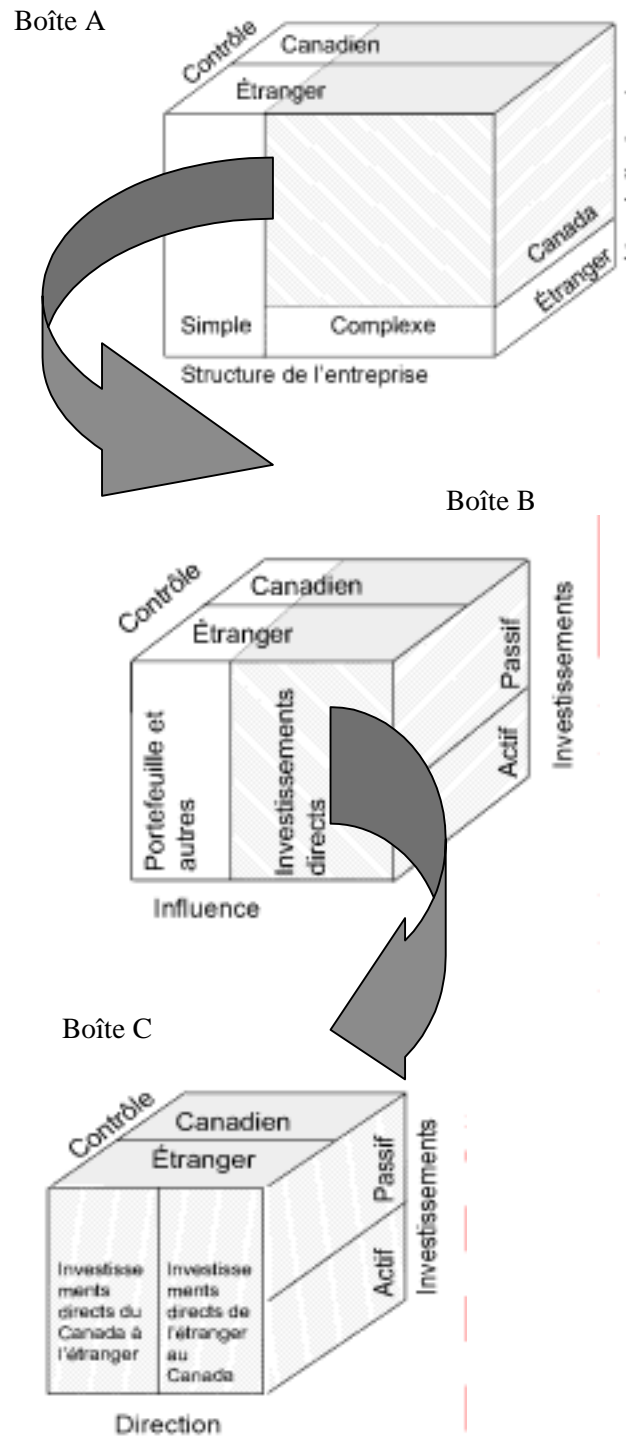 Boîte A
Contrôle
Canadien
Étranger
Canada
Étranger
Simple
Complexe
Structure de l'entreprise
Boîte B
Contrôle
Canadien
Étranger
Portefeuille et
autres
Investissements
directs
Passif
Actif
Investissements
Influence
Boîte C
Contrôle
Canadien
Étranger
Investisse
ments
directs du
Canada à
l'étranger
Investisse
ments
directs de
l'étranger
au
Canada
Passif
Actif
Investissements
Direction